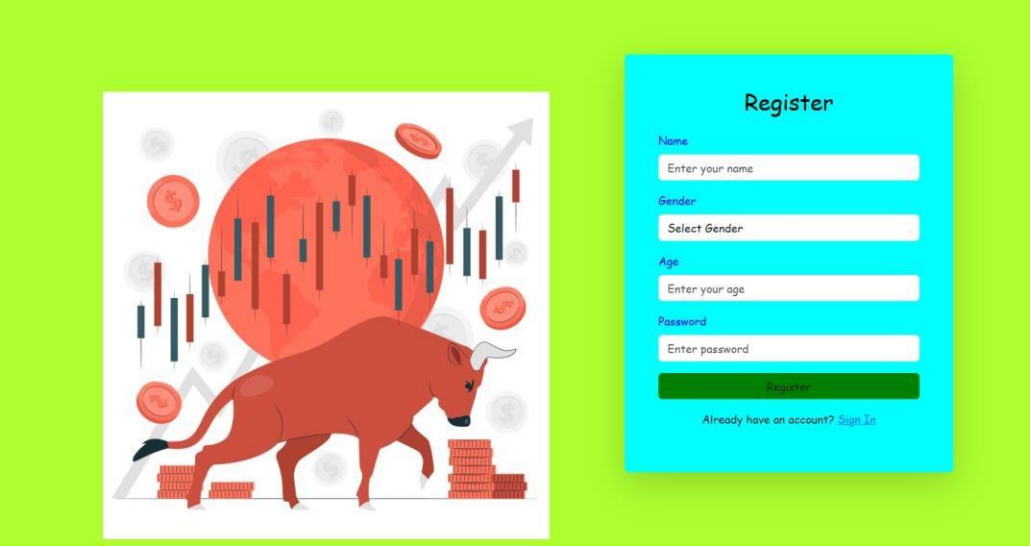 Register
Name
Enter your name
Gender
Select Gender
Age
Enter your age
Password
Enter password
Register
Already have an account? Sign In